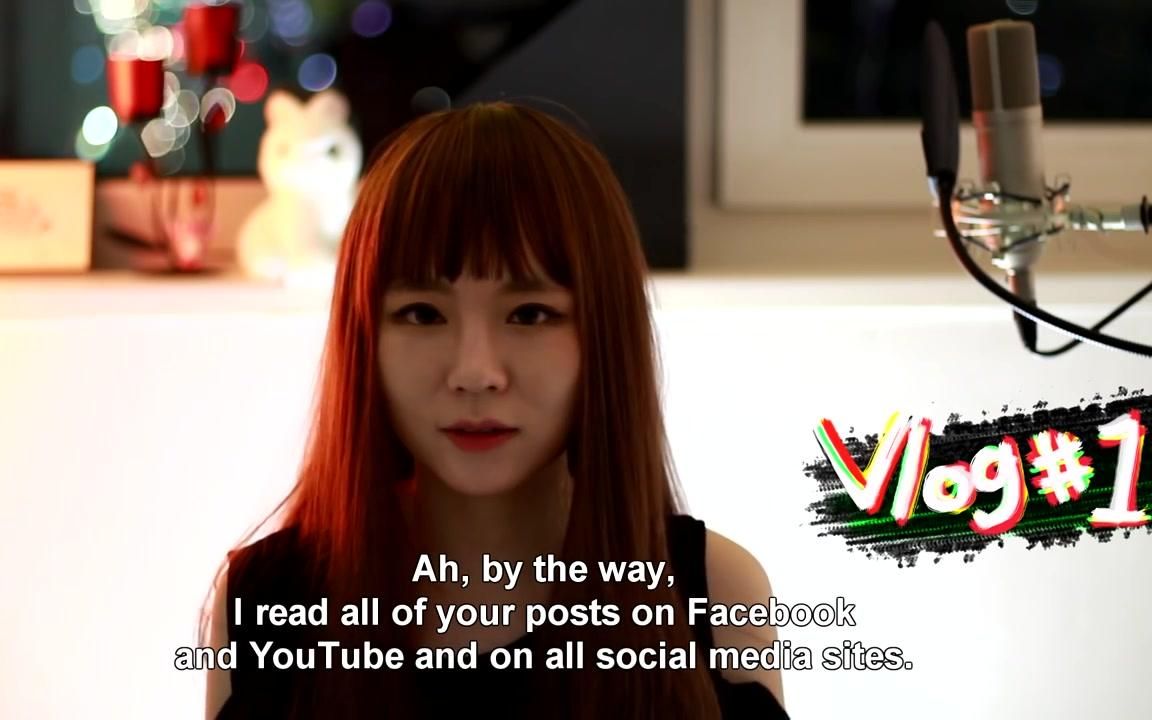 Vlog#1
Ah, by the way,
I read all of your posts on Facebook
and YouTube and on all social media sites.